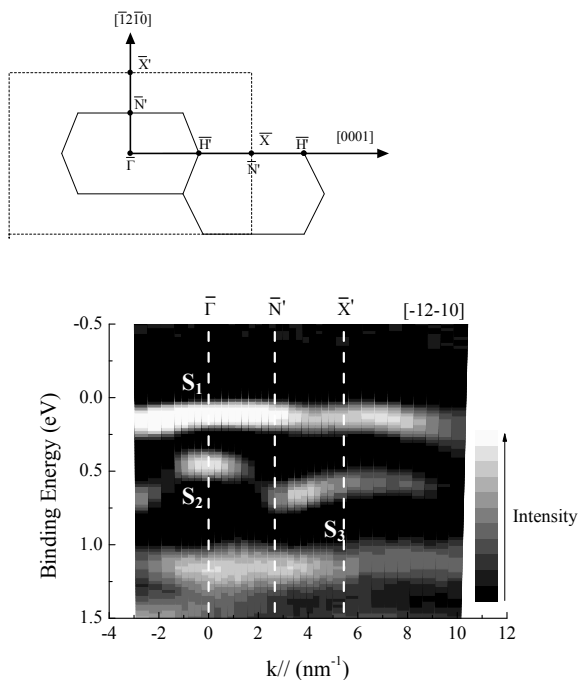 [1̄21̄0]
X̄'
N̄'
H̄'
X̄
H̄'
[0001]
Γ̄
N̄'
Γ̄
N̄'
X̄'
[-12-10]
-0.5
0.0
0.5
1.0
1.5
S₁
S₂
S₃
Binding Energy (eV)
Intensity
-4 -2 0 2 4 6 8 10 12
k// (nm⁻¹)